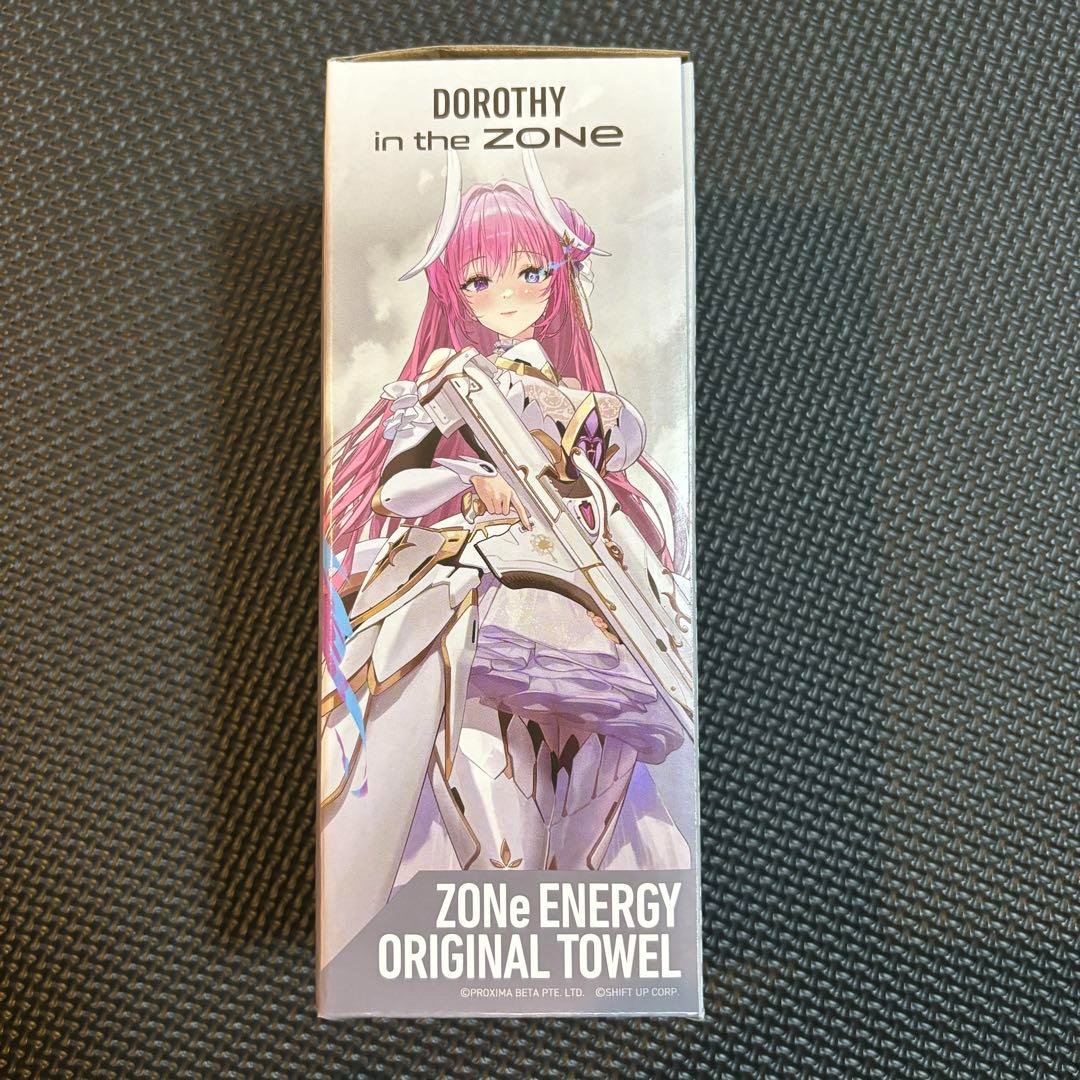 DOROTHY
in the ZONe
ZONe ENERGY
ORIGINAL TOWEL
©PROXIMA BETA PTE. LTD. ©SHIFT UP CORP.